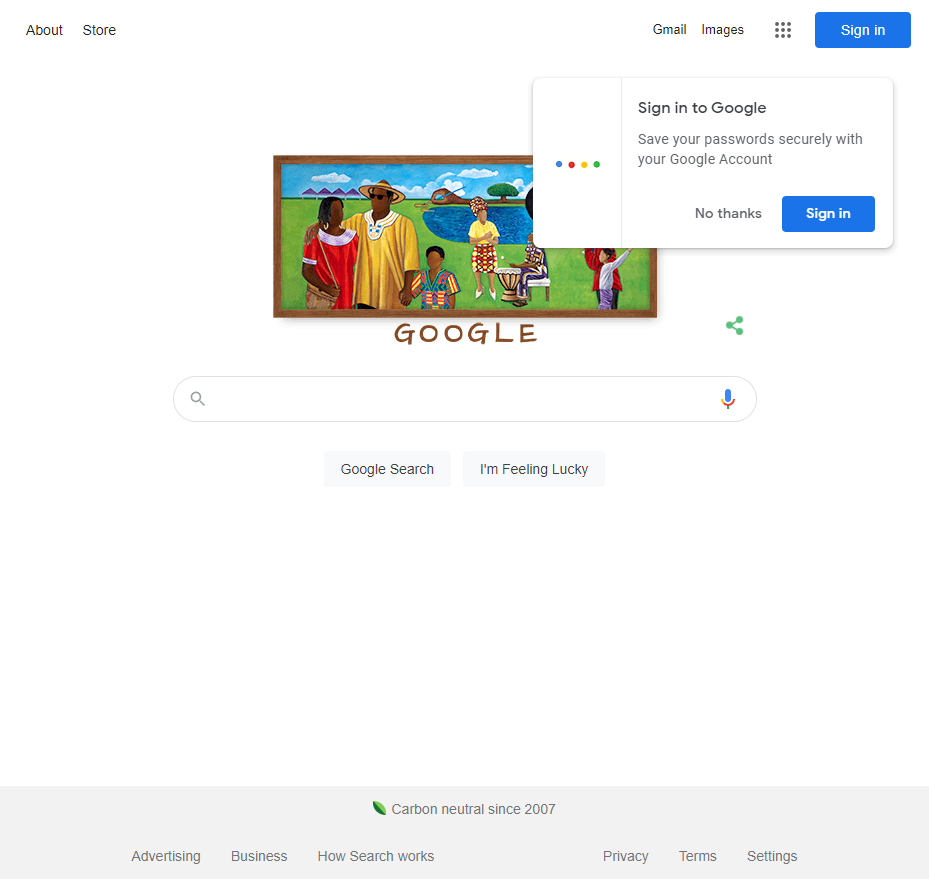 About Store
Gmail Images
Sign in
Sign in to Google
Save your passwords securely with
your Google Account
No thanks Sign in
GOOGLE
Google Search I'm Feeling Lucky
Carbon neutral since 2007
Advertising Business How Search works
Privacy Terms Settings